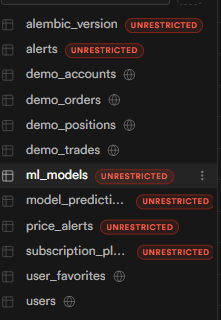 alembic_version UNRESTRICTED
alerts UNRESTRICTED
demo_accounts
demo_orders
demo_positions
demo_trades
ml_models UNRESTRICTED
model_predicti... UNRESTRICTED
price_alerts UNRESTRICTED
subscription_pl... UNRESTRICTED
user_favorites
users